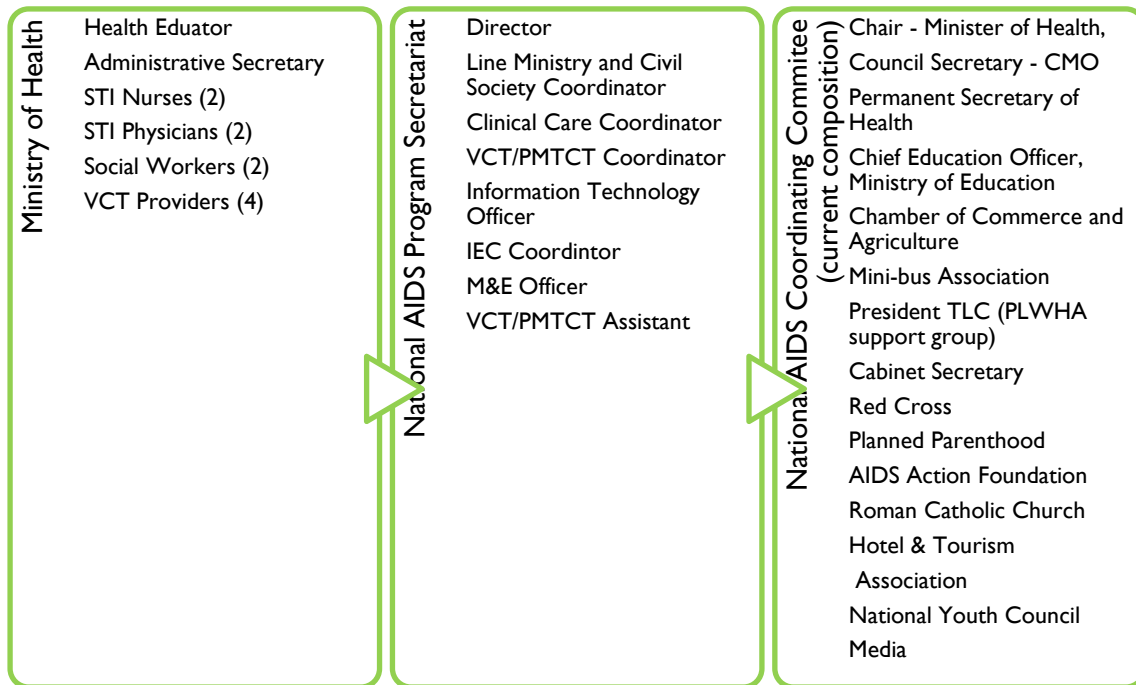 Ministry of Health
Health Eduator
Administrative Secretary
STI Nurses (2)
STI Physicians (2)
Social Workers (2)
VCT Providers (4)
National AIDS Program Secretariat
Director
Line Ministry and Civil
Society Coordinator
Clinical Care Coordinator
VCT/PMTCT Coordinator
Information Technology
Officer
IEC Coordintor
M&E Officer
VCT/PMTCT Assistant
National AIDS Coordinating Committee
(current composition)
Chair - Minister of Health,
Council Secretary - CMO
Permanent Secretary of
Health
Chief Education Officer,
Ministry of Education
Chamber of Commerce and
Agriculture
Mini-bus Association
President TLC (PLWHA
support group)
Cabinet Secretary
Red Cross
Planned Parenthood
AIDS Action Foundation
Roman Catholic Church
Hotel & Tourism
Association
National Youth Council
Media